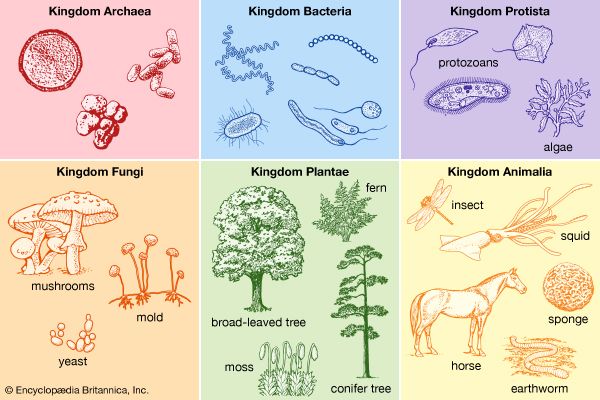 Kingdom Archaea
Kingdom Bacteria
Kingdom Protista
protozoans
algae
Kingdom Fungi
mushrooms
mold
yeast
Kingdom Plantae
fern
broad-leaved tree
moss
conifer tree
Kingdom Animalia
insect
squid
sponge
horse
earthworm
© Encyclopædia Britannica, Inc.